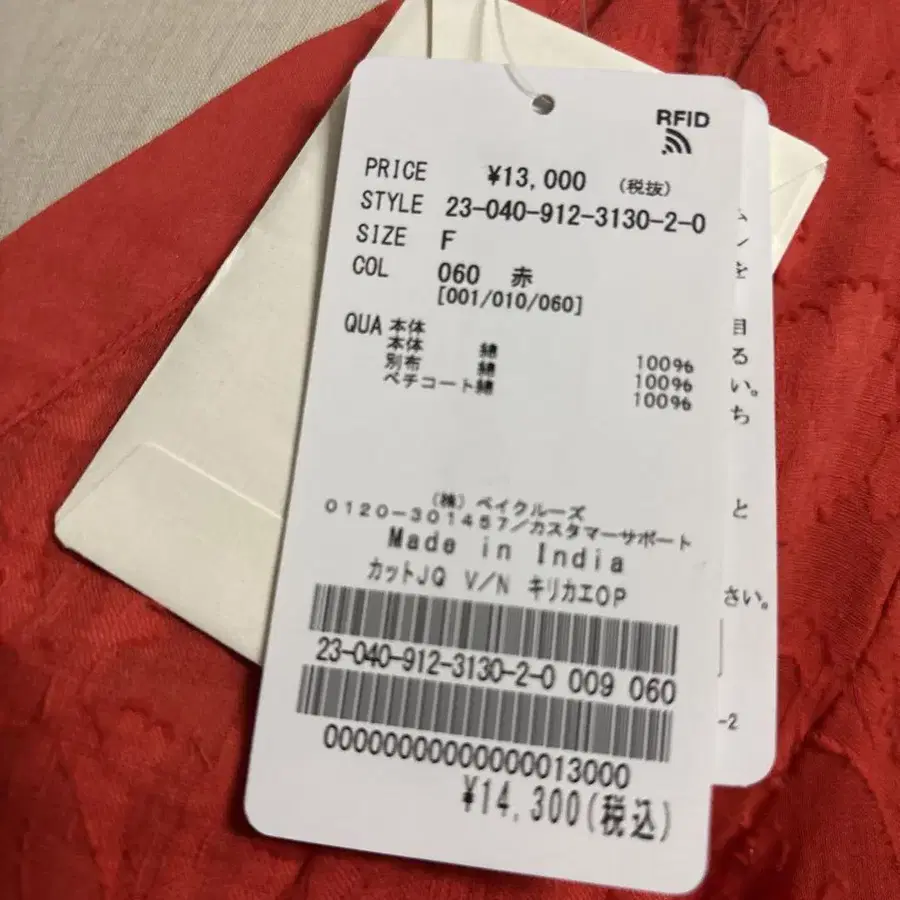 RFID
PRICE ¥13,000 (税抜)
STYLE 23-040-912-3130-2-0
SIZE F
COL 060 赤
[001/010/060]
QUA 本体
本体 綿 100%
別布 綿 100%
ペチコート綿 100%
(株) ベイクルーズ
0120-301457/カスタマーサポート
Made in India
カットJQ V/N キリカエOP
23-040-912-3130-2-0 009 060
00000000000000013000
¥14,300(税込)
を
目
る
い。
ち
と
さい。
-2